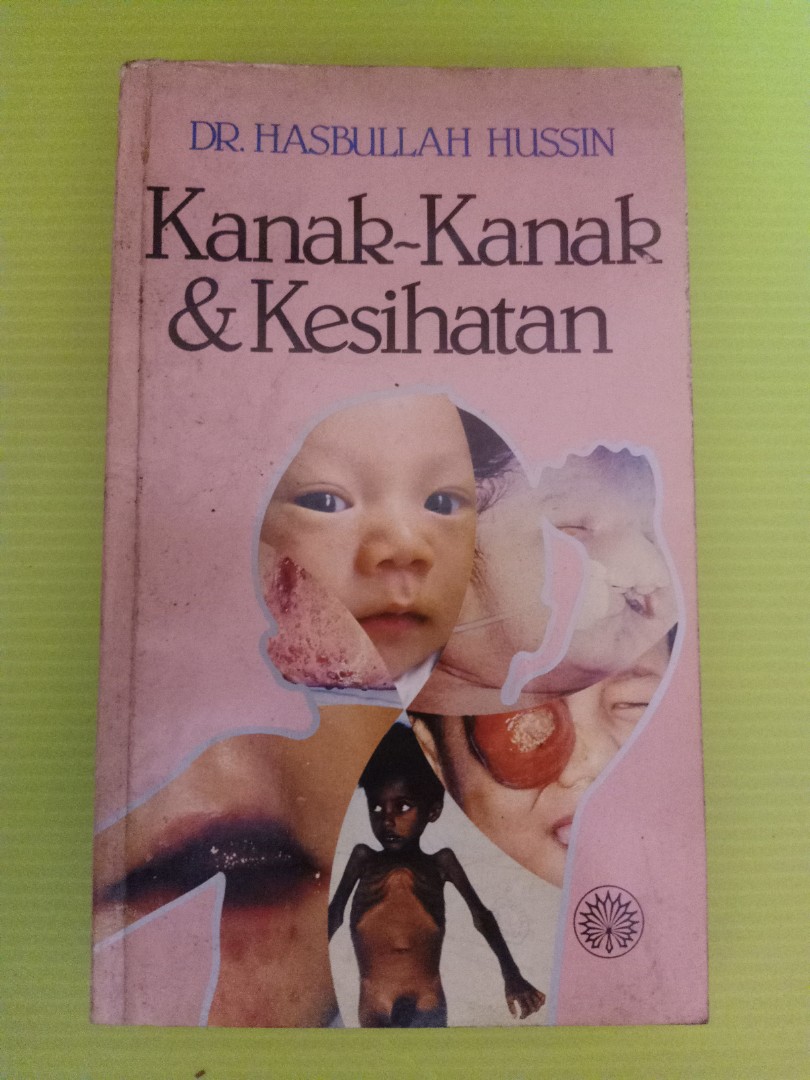 DR. HASBULLAH HUSSIN
Kanak-Kanak
& Kesihatan